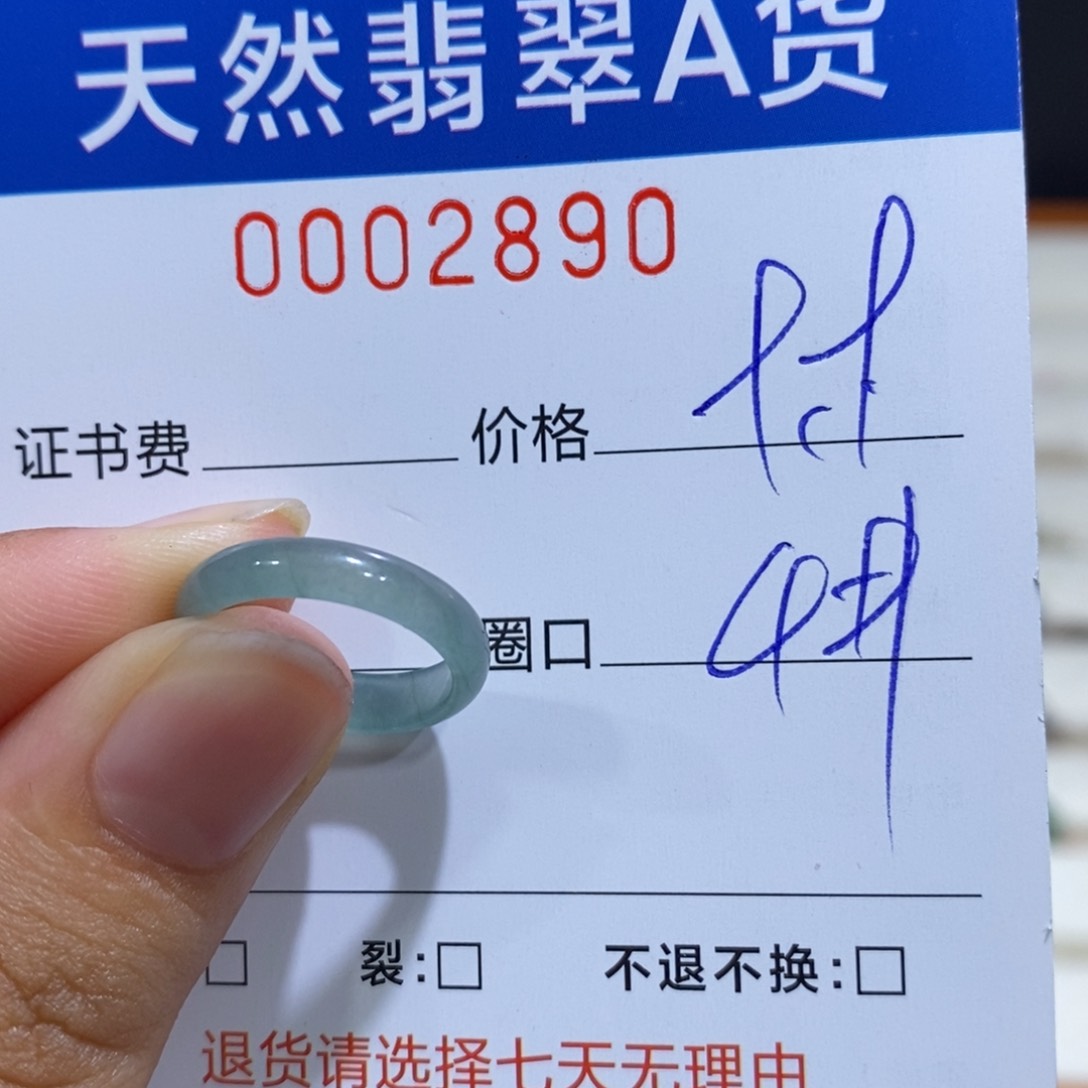 天然翡翠A货
0002890
证书费 价格
圈口
裂:□ 不退不换:□
退货请选择七天无理由